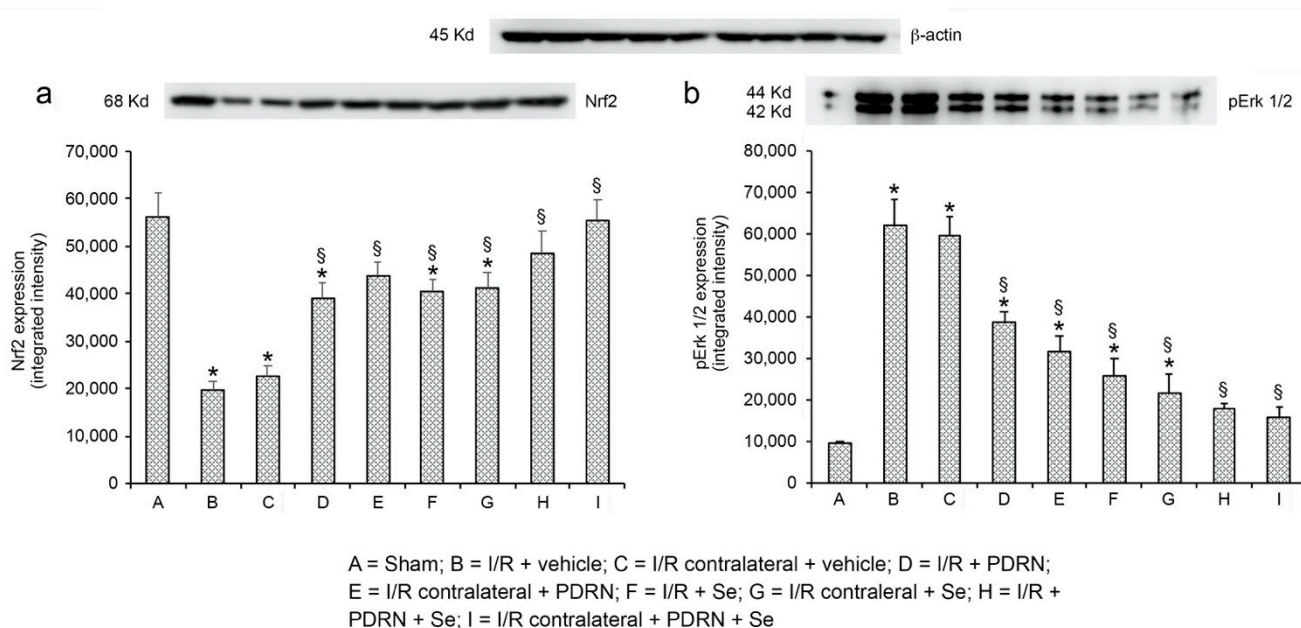 45 Kd β-actin
a
68 Kd Nrf2
70,000
60,000
50,000
40,000
30,000
20,000
10,000
0
Nrf2 expression
(integrated intensity)
* * § * § § * § * § §
A B C D E F G H I
b
44 Kd
42 Kd
pErk 1/2
80,000
70,000
60,000
50,000
40,000
30,000
20,000
10,000
0
pErk 1/2 expression
(integrated intensity)
* * § * § * § * § * § §
A B C D E F G H I
A = Sham; B = I/R + vehicle; C = I/R contralateral + vehicle; D = I/R + PDRN;
E = I/R contralateral + PDRN; F = I/R + Se; G = I/R contraleral + Se; H = I/R +
PDRN + Se; I = I/R contralateral + PDRN + Se